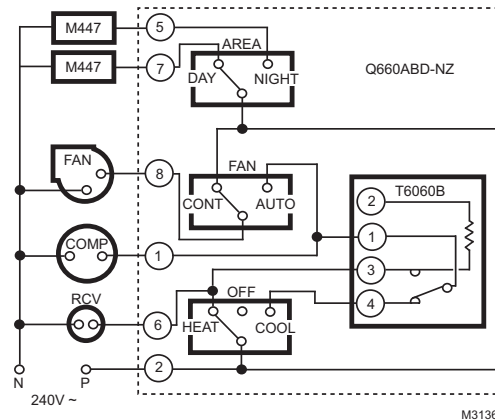 M447
5
AREA
M447
7
DAY
NIGHT
Q660ABD-NZ
FAN
8
FAN
CONT
AUTO
T6060B
2
1
3
4
COMP
1
RCV
6
OFF
HEAT
COOL
2
N
P
240V ~
M3136